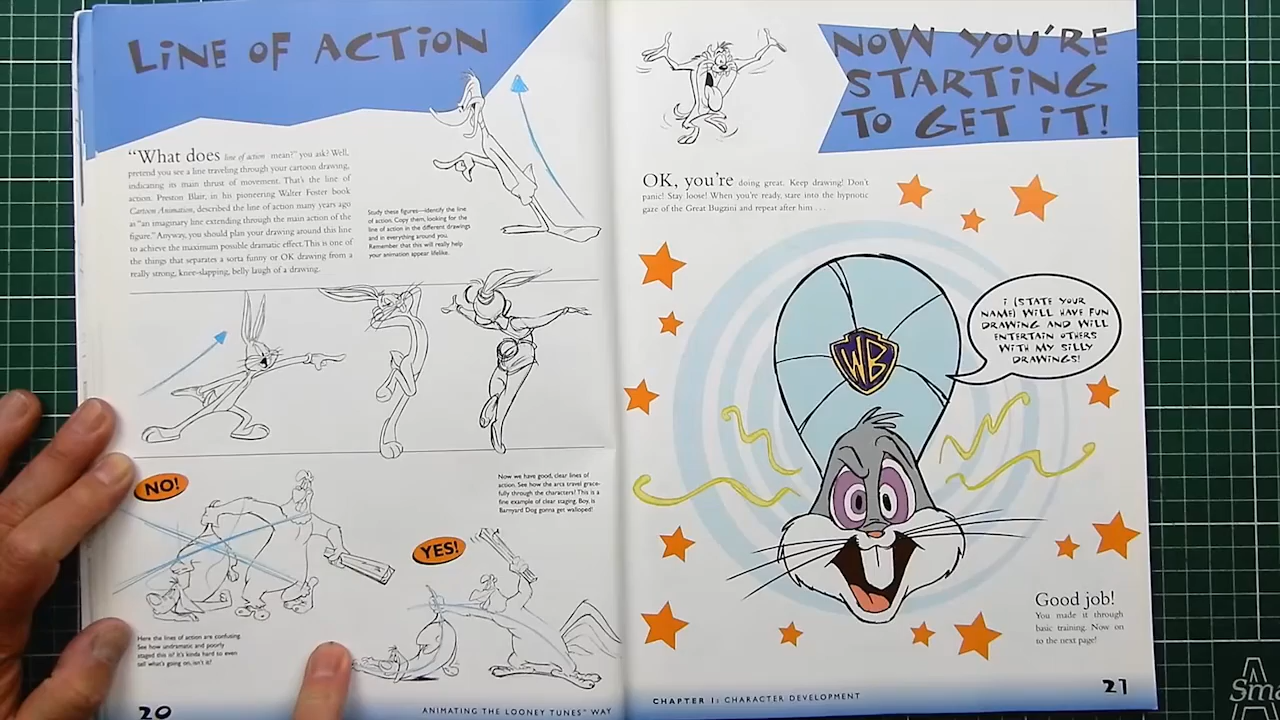 LINE OF ACTION
"What does line of action mean?" you ask? Well,
pretend you see a line traveling through your cartoon drawing,
indicating its main thrust of movement. That's the line of
action. Preston Blair, in his pioneering Walter Foster book
Cartoon Animation, described the line of action many years ago
as "an imaginary line extending through the main action of the
figure." Anyway, you should plan your drawing around this line
to achieve the maximum possible dramatic effect. This is one of
the things that separates a sorta funny or OK drawing from a
really strong, knee-slapping, belly laugh of a drawing.
Study these figures—identify the line
of action. Copy them, looking for the
line of action in the different drawings
and in everything around you.
Remember that this will really help
your animation appear lifelike.
NO!
Here the lines of action are confusing.
See how undramatic and poorly
staged this is? It's kinda hard to even
tell what's going on, isn't it?
Now we have good, clear lines of
action. See how the arcs travel grace-
fully through the characters! This is a
fine example of clear staging. Boy, is
Barnyard Dog gonna get walloped!
YES!
20
ANIMATING THE LOONEY TUNES™ WAY
NOW YOU'RE
STARTING
TO GET IT!
OK, you're doing great. Keep drawing! Don't
panic! Stay loose! When you're ready, stare into the hypnotic
gaze of the Great Bugzini and repeat after him . . .
WB
I (STATE YOUR
NAME) WILL HAVE FUN
DRAWING AND WILL
ENTERTAIN OTHERS
WITH MY SILLY
DRAWINGS!
Good job!
You made it through
basic training. Now on
to the next page!
CHAPTER 1: CHARACTER DEVELOPMENT
21